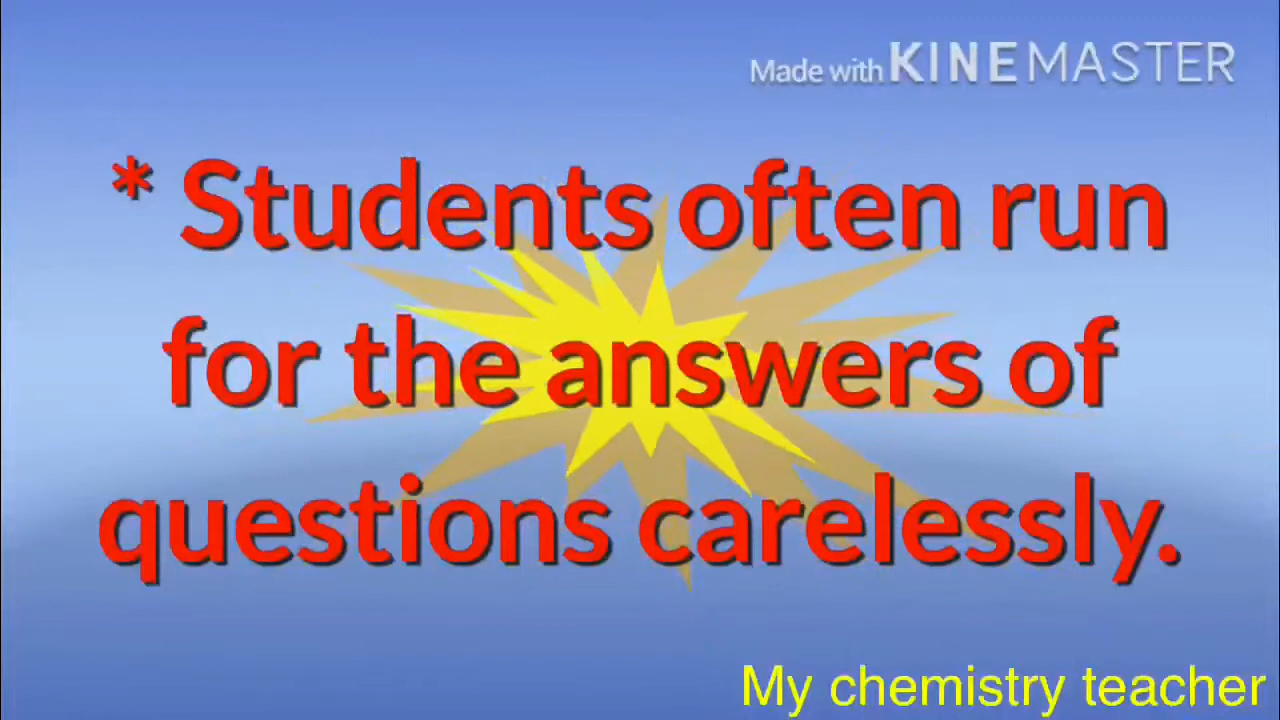 Made with KINEMASTER
* Students often run
for the answers of
questions carelessly.
My chemistry teacher